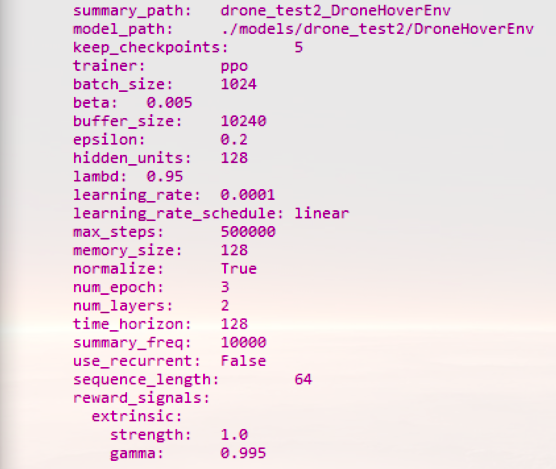 summary_path: drone_test2_DroneHoverEnv
model_path: ./models/drone_test2/DroneHoverEnv
keep_checkpoints: 5
trainer: ppo
batch_size: 1024
beta: 0.005
buffer_size: 10240
epsilon: 0.2
hidden_units: 128
lambd: 0.95
learning_rate: 0.0001
learning_rate_schedule: linear
max_steps: 500000
memory_size: 128
normalize: True
num_epoch: 3
num_layers: 2
time_horizon: 128
summary_freq: 10000
use_recurrent: False
sequence_length: 64
reward_signals:
extrinsic:
strength: 1.0
gamma: 0.995